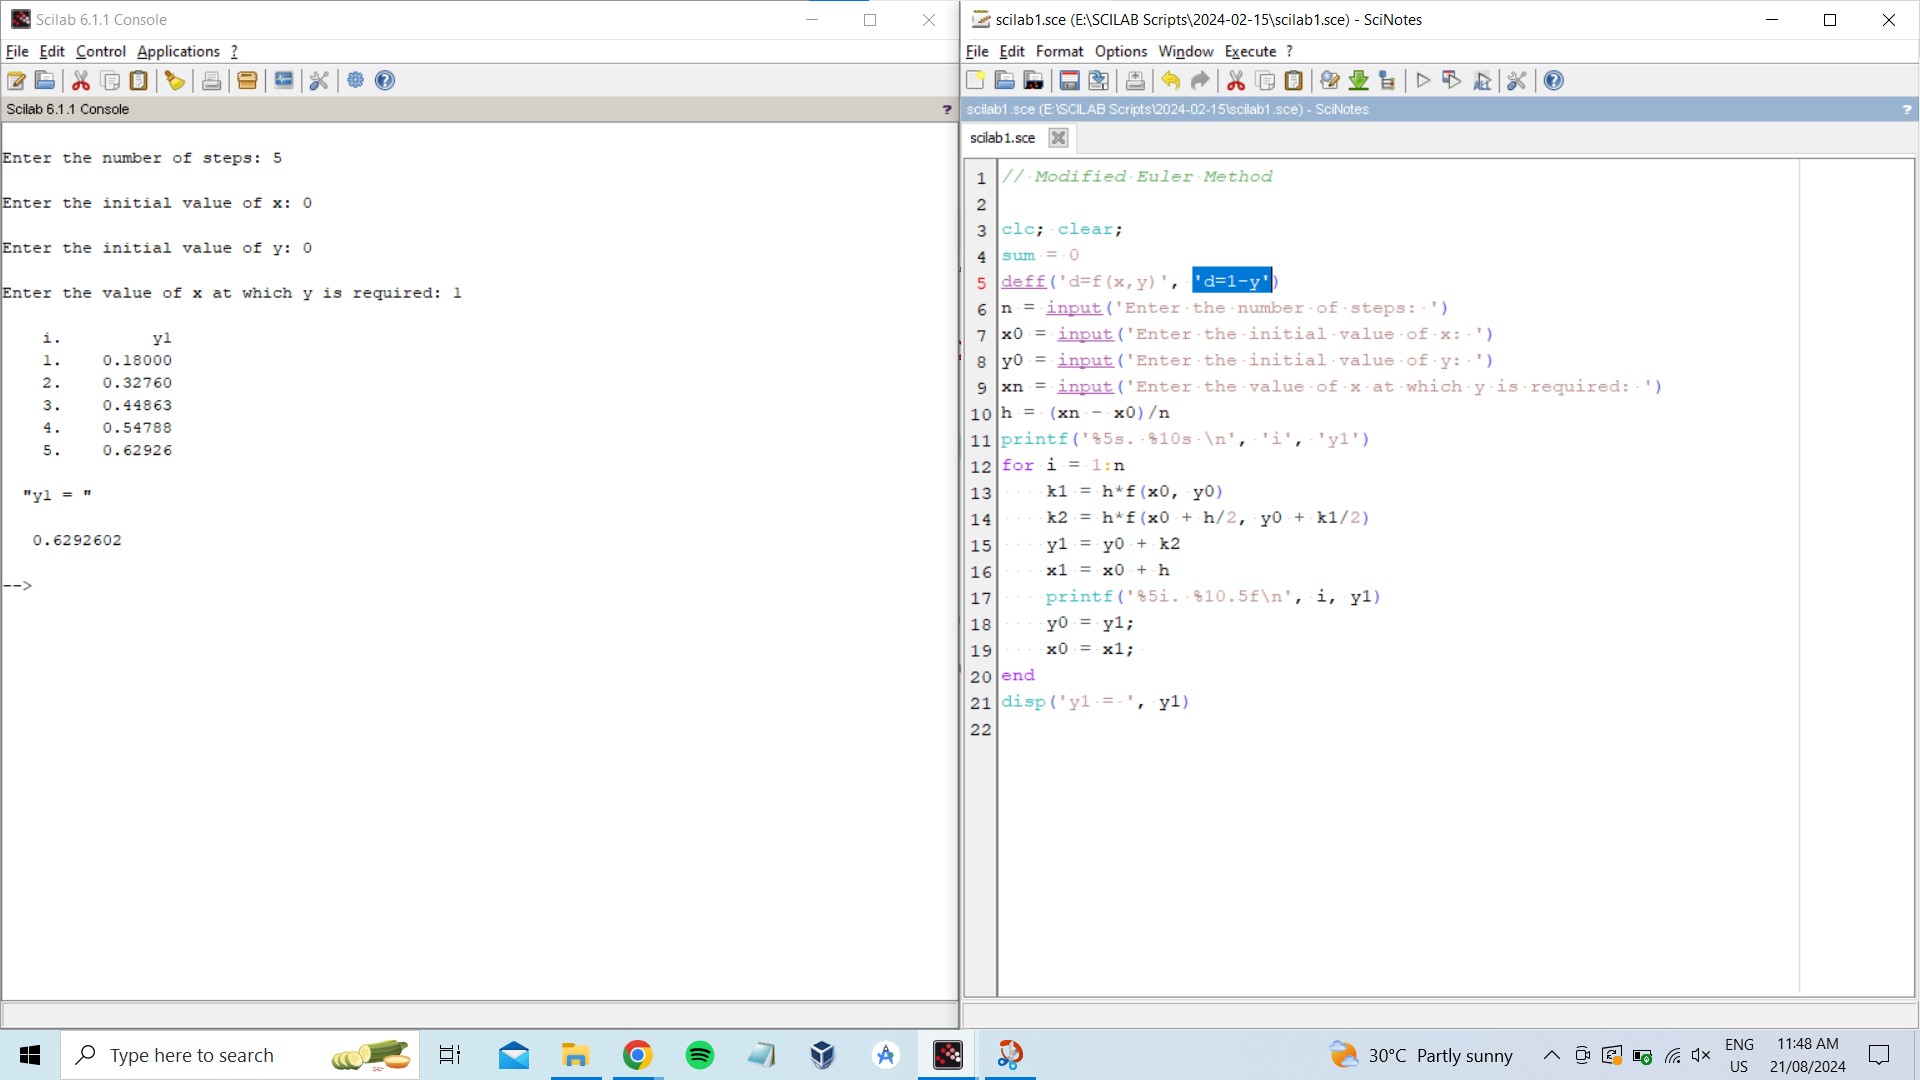 Scilab 6.1.1 Console
File Edit Control Applications ?
Scilab 6.1.1 Console ?
Enter the number of steps: 5
Enter the initial value of x: 0
Enter the initial value of y: 0
Enter the value of x at which y is required: 1
i. y1
1. 0.18000
2. 0.32760
3. 0.44863
4. 0.54788
5. 0.62926
"y1 = "
0.6292602
-->
scilab1.sce (E:\SCILAB Scripts\2024-02-15\scilab1.sce) - SciNotes
File Edit Format Options Window Execute ?
scilab1.sce (E:\SCILAB Scripts\2024-02-15\scilab1.sce) - SciNotes ?
scilab1.sce
1 // Modified Euler Method
2
3 clc; clear;
4 sum = 0
5 deff('d=f(x,y)', 'd=1-y')
6 n = input('Enter the number of steps: ')
7 x0 = input('Enter the initial value of x: ')
8 y0 = input('Enter the initial value of y: ')
9 xn = input('Enter the value of x at which y is required: ')
10 h = (xn - x0)/n
11 printf('%5s. %10s \n', 'i', 'y1')
12 for i = 1:n
13     k1 = h*f(x0, y0)
14     k2 = h*f(x0 + h/2, y0 + k1/2)
15     y1 = y0 + k2
16     x1 = x0 + h
17     printf('%5i. %10.5f\n', i, y1)
18     y0 = y1;
19     x0 = x1;
20 end
21 disp('y1 = ', y1)
22
Type here to search
30°C Partly sunny
ENG
US
11:48 AM
21/08/2024